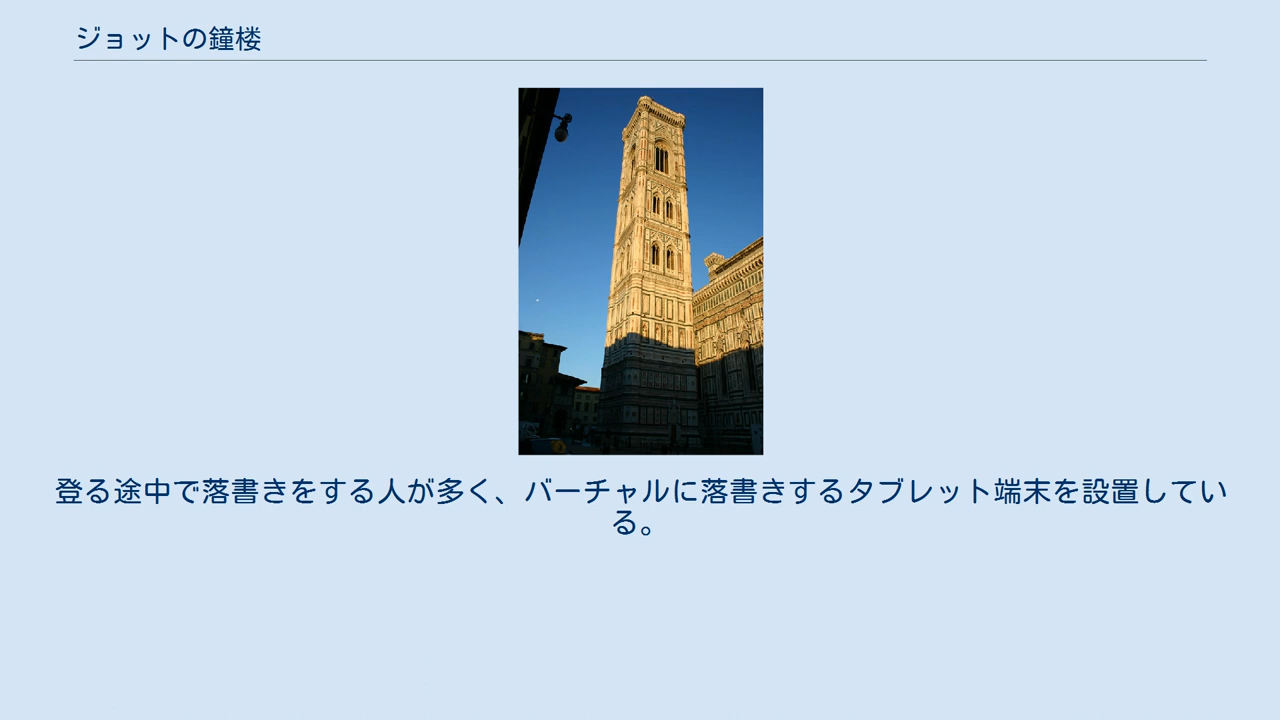 ジョットの鐘楼
登る途中で落書きをする人が多く、バーチャルに落書きするタブレット端末を設置してい
る。